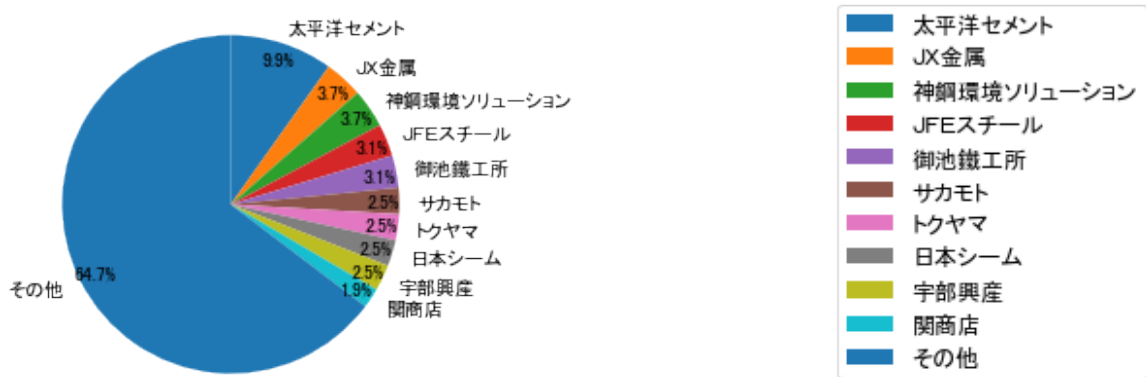 太平洋セメント
9.9%
JX金属
3.7%
神鋼環境ソリューション
3.7%
JFEスチール
3.1%
御池鐵工所
3.1%
サカモト
2.5%
トクヤマ
2.5%
日本シーム
2.5%
宇部興産
2.5%
関商店
1.9%
その他
64.7%
太平洋セメント
JX金属
神鋼環境ソリューション
JFEスチール
御池鐵工所
サカモト
トクヤマ
日本シーム
宇部興産
関商店
その他